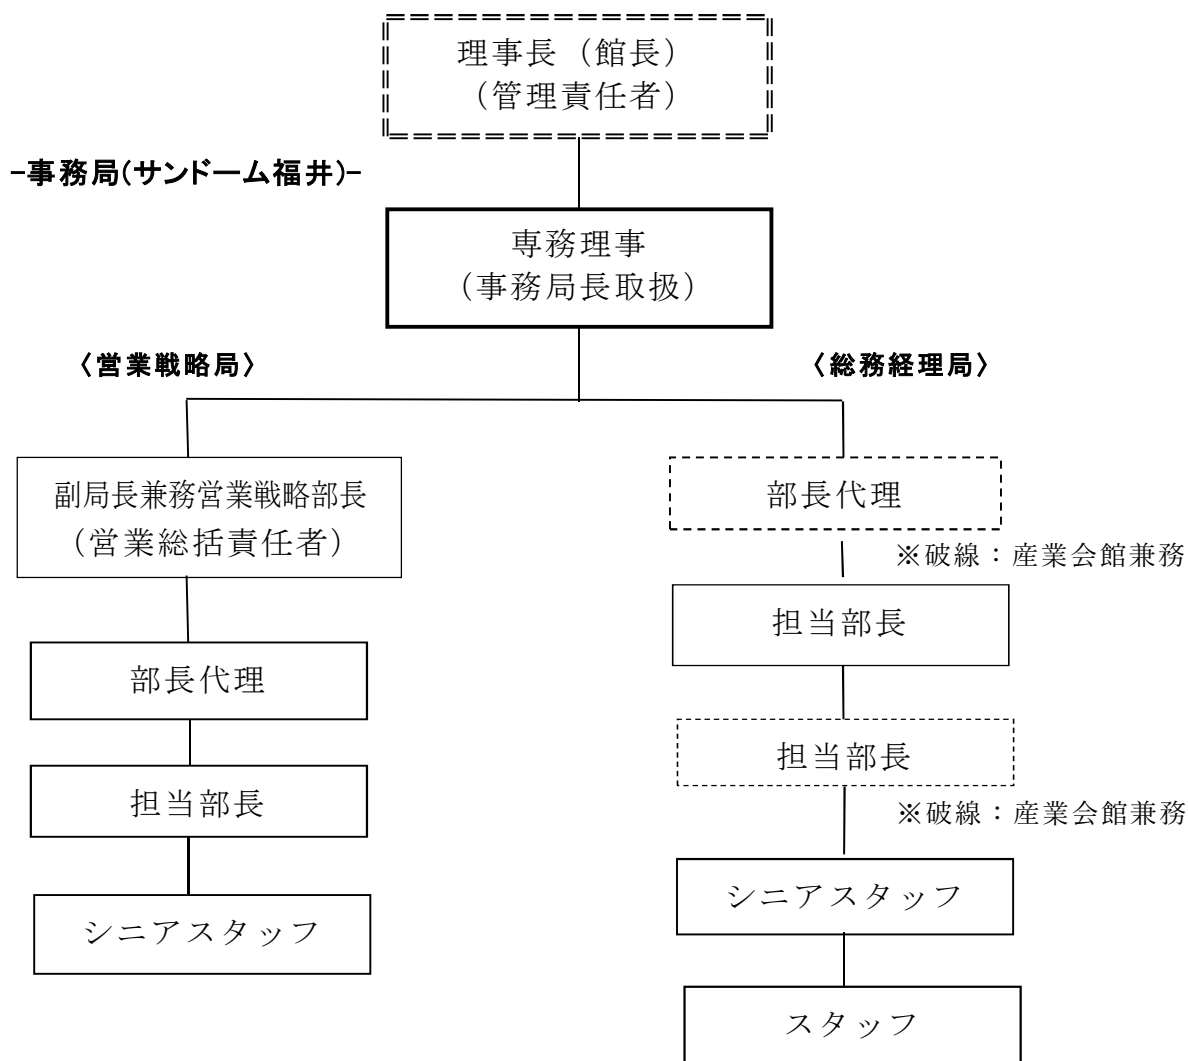 理事長（館長）
（管理責任者）
-事務局(サンドーム福井)-
専務理事
（事務局長取扱）
〈営業戦略局〉
〈総務経理局〉
副局長兼務営業戦略部長
（営業総括責任者）
部長代理
担当部長
シニアスタッフ
部長代理
※破線：産業会館兼務
担当部長
担当部長
※破線：産業会館兼務
シニアスタッフ
スタッフ